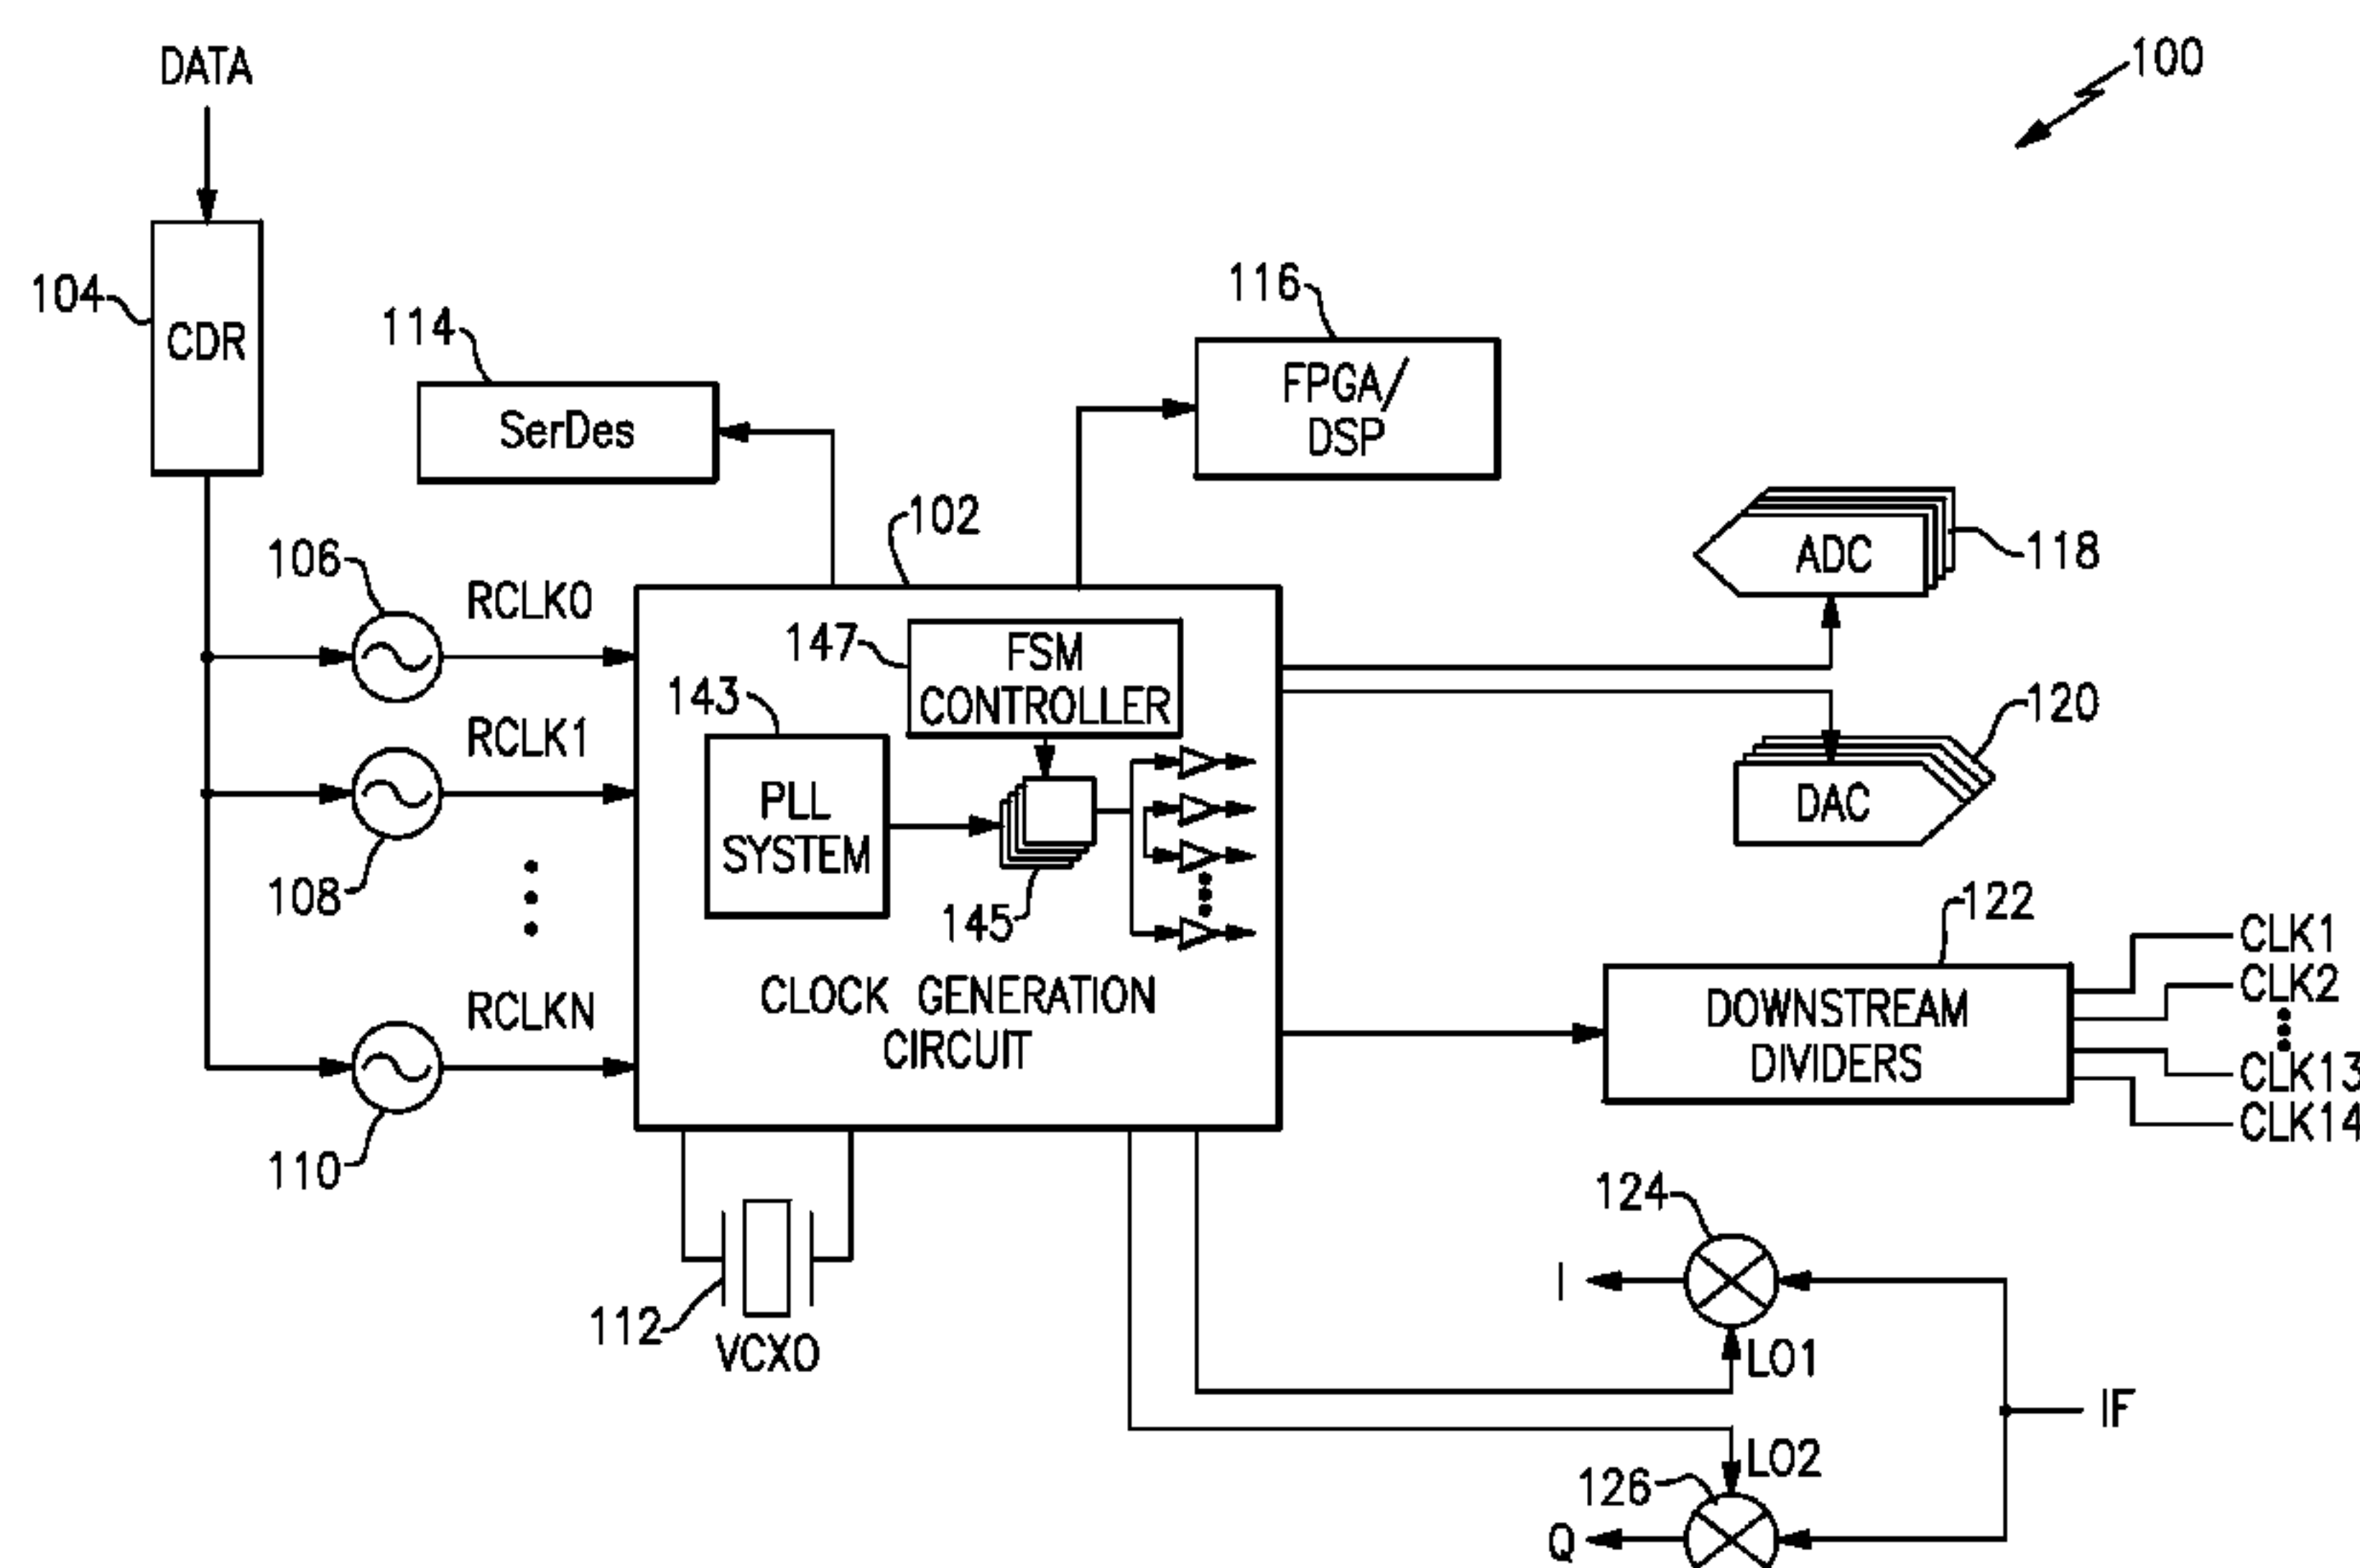 DATA
100
104
CDR
114
SerDes
116
FPGA/
DSP
102
106
RCLK0
147
FSM
CONTROLLER
ADC
118
143
RCLK1
120
PLL
SYSTEM
DAC
108
145
122
CLK1
CLK2
RCLKN
CLOCK GENERATION
CIRCUIT
DOWNSTREAM
DIVIDERS
CLK13
CLK14
110
124
I
112
VCXO
LO1
IF
LO2
126
Q